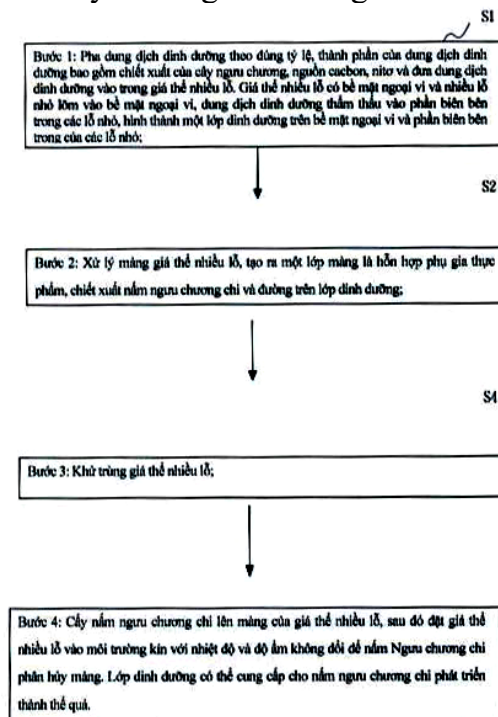 S1
Bước 1: Pha dung dịch dinh dưỡng theo đúng tỷ lệ, thành phần của dung dịch dinh
dưỡng bao gồm chiết xuất của cây ngưu chương, nguồn cacbon, nitơ và đưa dung dịch
dinh dưỡng vào trong giá thể nhiều lỗ. Giá thể nhiều lỗ có bề mặt ngoại vi và nhiều lỗ
nhỏ lõm vào bề mặt ngoại vi, dung dịch dinh dưỡng thẩm thấu vào phần biên bên
trong các lỗ nhỏ, hình thành một lớp dinh dưỡng trên bề mặt ngoại vi và phần biên bên
trong của các lỗ nhỏ;
S2
Bước 2: Xử lý màng giá thể nhiều lỗ, tạo ra một lớp màng là hỗn hợp phụ gia thực
phẩm, chiết xuất nấm ngưu chương chi và đường trên lớp dinh dưỡng;
S4
Bước 3: Khử trùng giá thể nhiều lỗ;
Bước 4: Cấy nấm ngưu chương chi lên màng của giá thể nhiều lỗ, sau đó đặt giá thể
nhiều lỗ vào môi trường kín với nhiệt độ và độ ẩm không đổi để nấm Ngưu chương chi
phân hủy màng. Lớp dinh dưỡng có thể cung cấp cho nấm ngưu chương chi phát triển
thành thể quả.